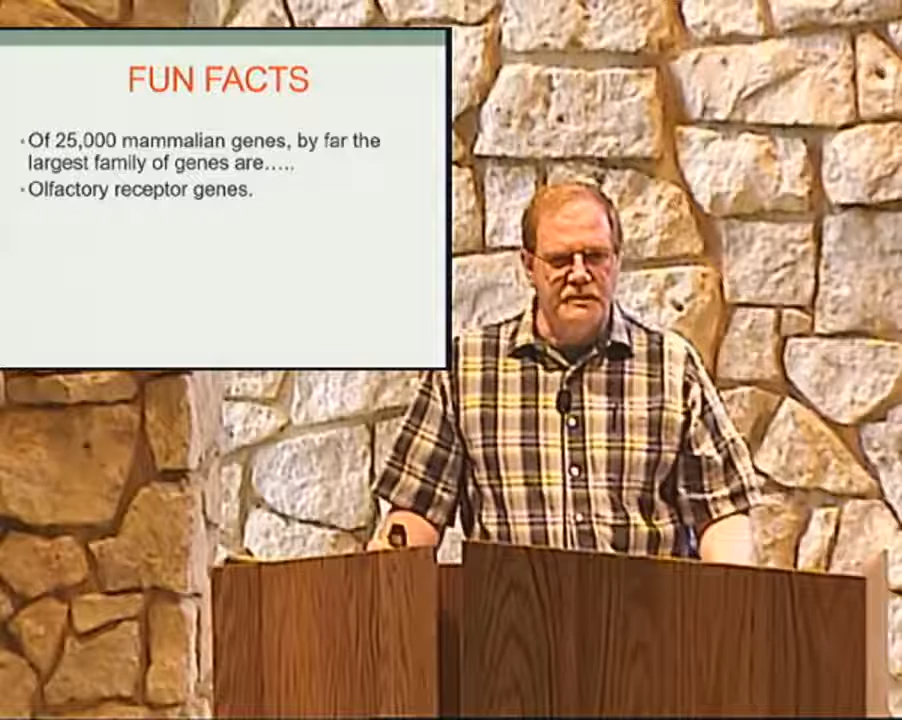 FUN FACTS
• Of 25,000 mammalian genes, by far the
largest family of genes are…..
• Olfactory receptor genes.